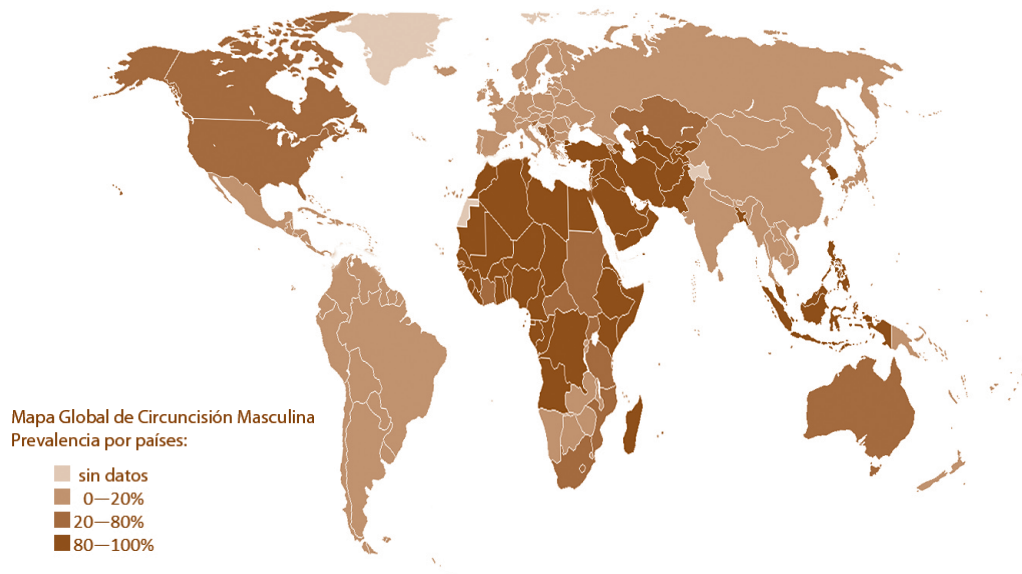 Mapa Global de Circuncisión Masculina
Prevalencia por países:
sin datos
0—20%
20—80%
80—100%